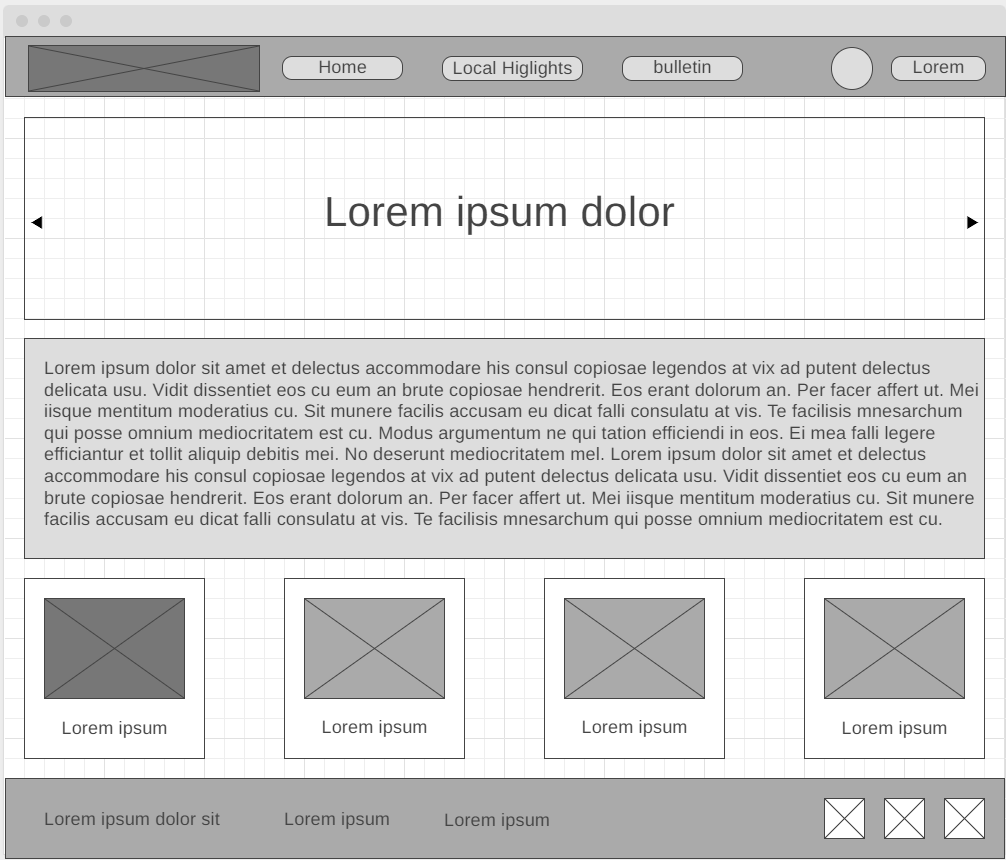 Home
Local Higlights
bulletin
Lorem
Lorem ipsum dolor
Lorem ipsum dolor sit amet et delectus accommodare his consul copiosae legendos at vix ad putent delectus
delicata usu. Vidit dissentiet eos cu eum an brute copiosae hendrerit. Eos erant dolorum an. Per facer affert ut. Mei
iisque mentitum moderatius cu. Sit munere facilis accusam eu dicat falli consulatu at vis. Te facilisis mnesarchum
qui posse omnium mediocritatem est cu. Modus argumentum ne qui tation efficiendi in eos. Ei mea falli legere
efficiantur et tollit aliquip debitis mei. No deserunt mediocritatem mel. Lorem ipsum dolor sit amet et delectus
accommodare his consul copiosae legendos at vix ad putent delectus delicata usu. Vidit dissentiet eos cu eum an
brute copiosae hendrerit. Eos erant dolorum an. Per facer affert ut. Mei iisque mentitum moderatius cu. Sit munere
facilis accusam eu dicat falli consulatu at vis. Te facilisis mnesarchum qui posse omnium mediocritatem est cu.
Lorem ipsum
Lorem ipsum
Lorem ipsum
Lorem ipsum
Lorem ipsum dolor sit
Lorem ipsum
Lorem ipsum